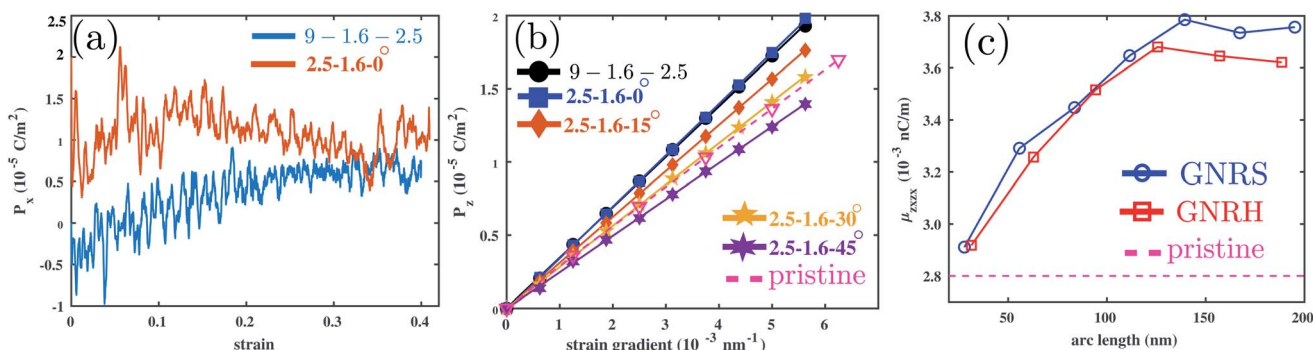 (a)
9 − 1.6 − 2.5
2.5-1.6-0°
2.5
2
1.5
1
0.5
0
-0.5
-1
P_x (10^-5 C/m^2)
0
0.1
0.2
0.3
0.4
strain
(b)
9 − 1.6 − 2.5
2.5-1.6-0°
2.5-1.6-15°
2.5-1.6-30°
2.5-1.6-45°
pristine
2
1.5
1
0.5
0
P_z (10^-5 C/m^2)
0
1
2
3
4
5
6
strain gradient (10^-3 nm^-1)
(c)
GNRS
GNRH
pristine
3.8
3.6
3.4
3.2
3.0
2.8
μ_zxzx (10^-3 nC/m)
50
100
150
200
arc length (nm)